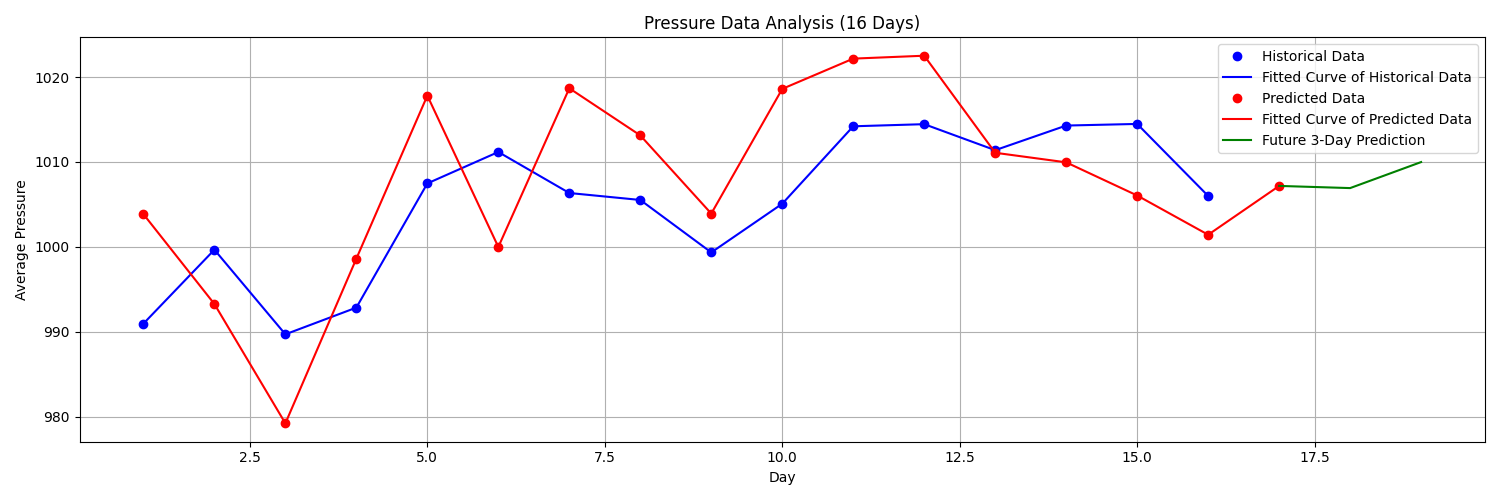 Pressure Data Analysis (16 Days)
Historical Data
Fitted Curve of Historical Data
Predicted Data
Fitted Curve of Predicted Data
Future 3-Day Prediction
Average Pressure
1020
1010
1000
990
980
2.5 5.0 7.5 10.0 12.5 15.0 17.5
Day